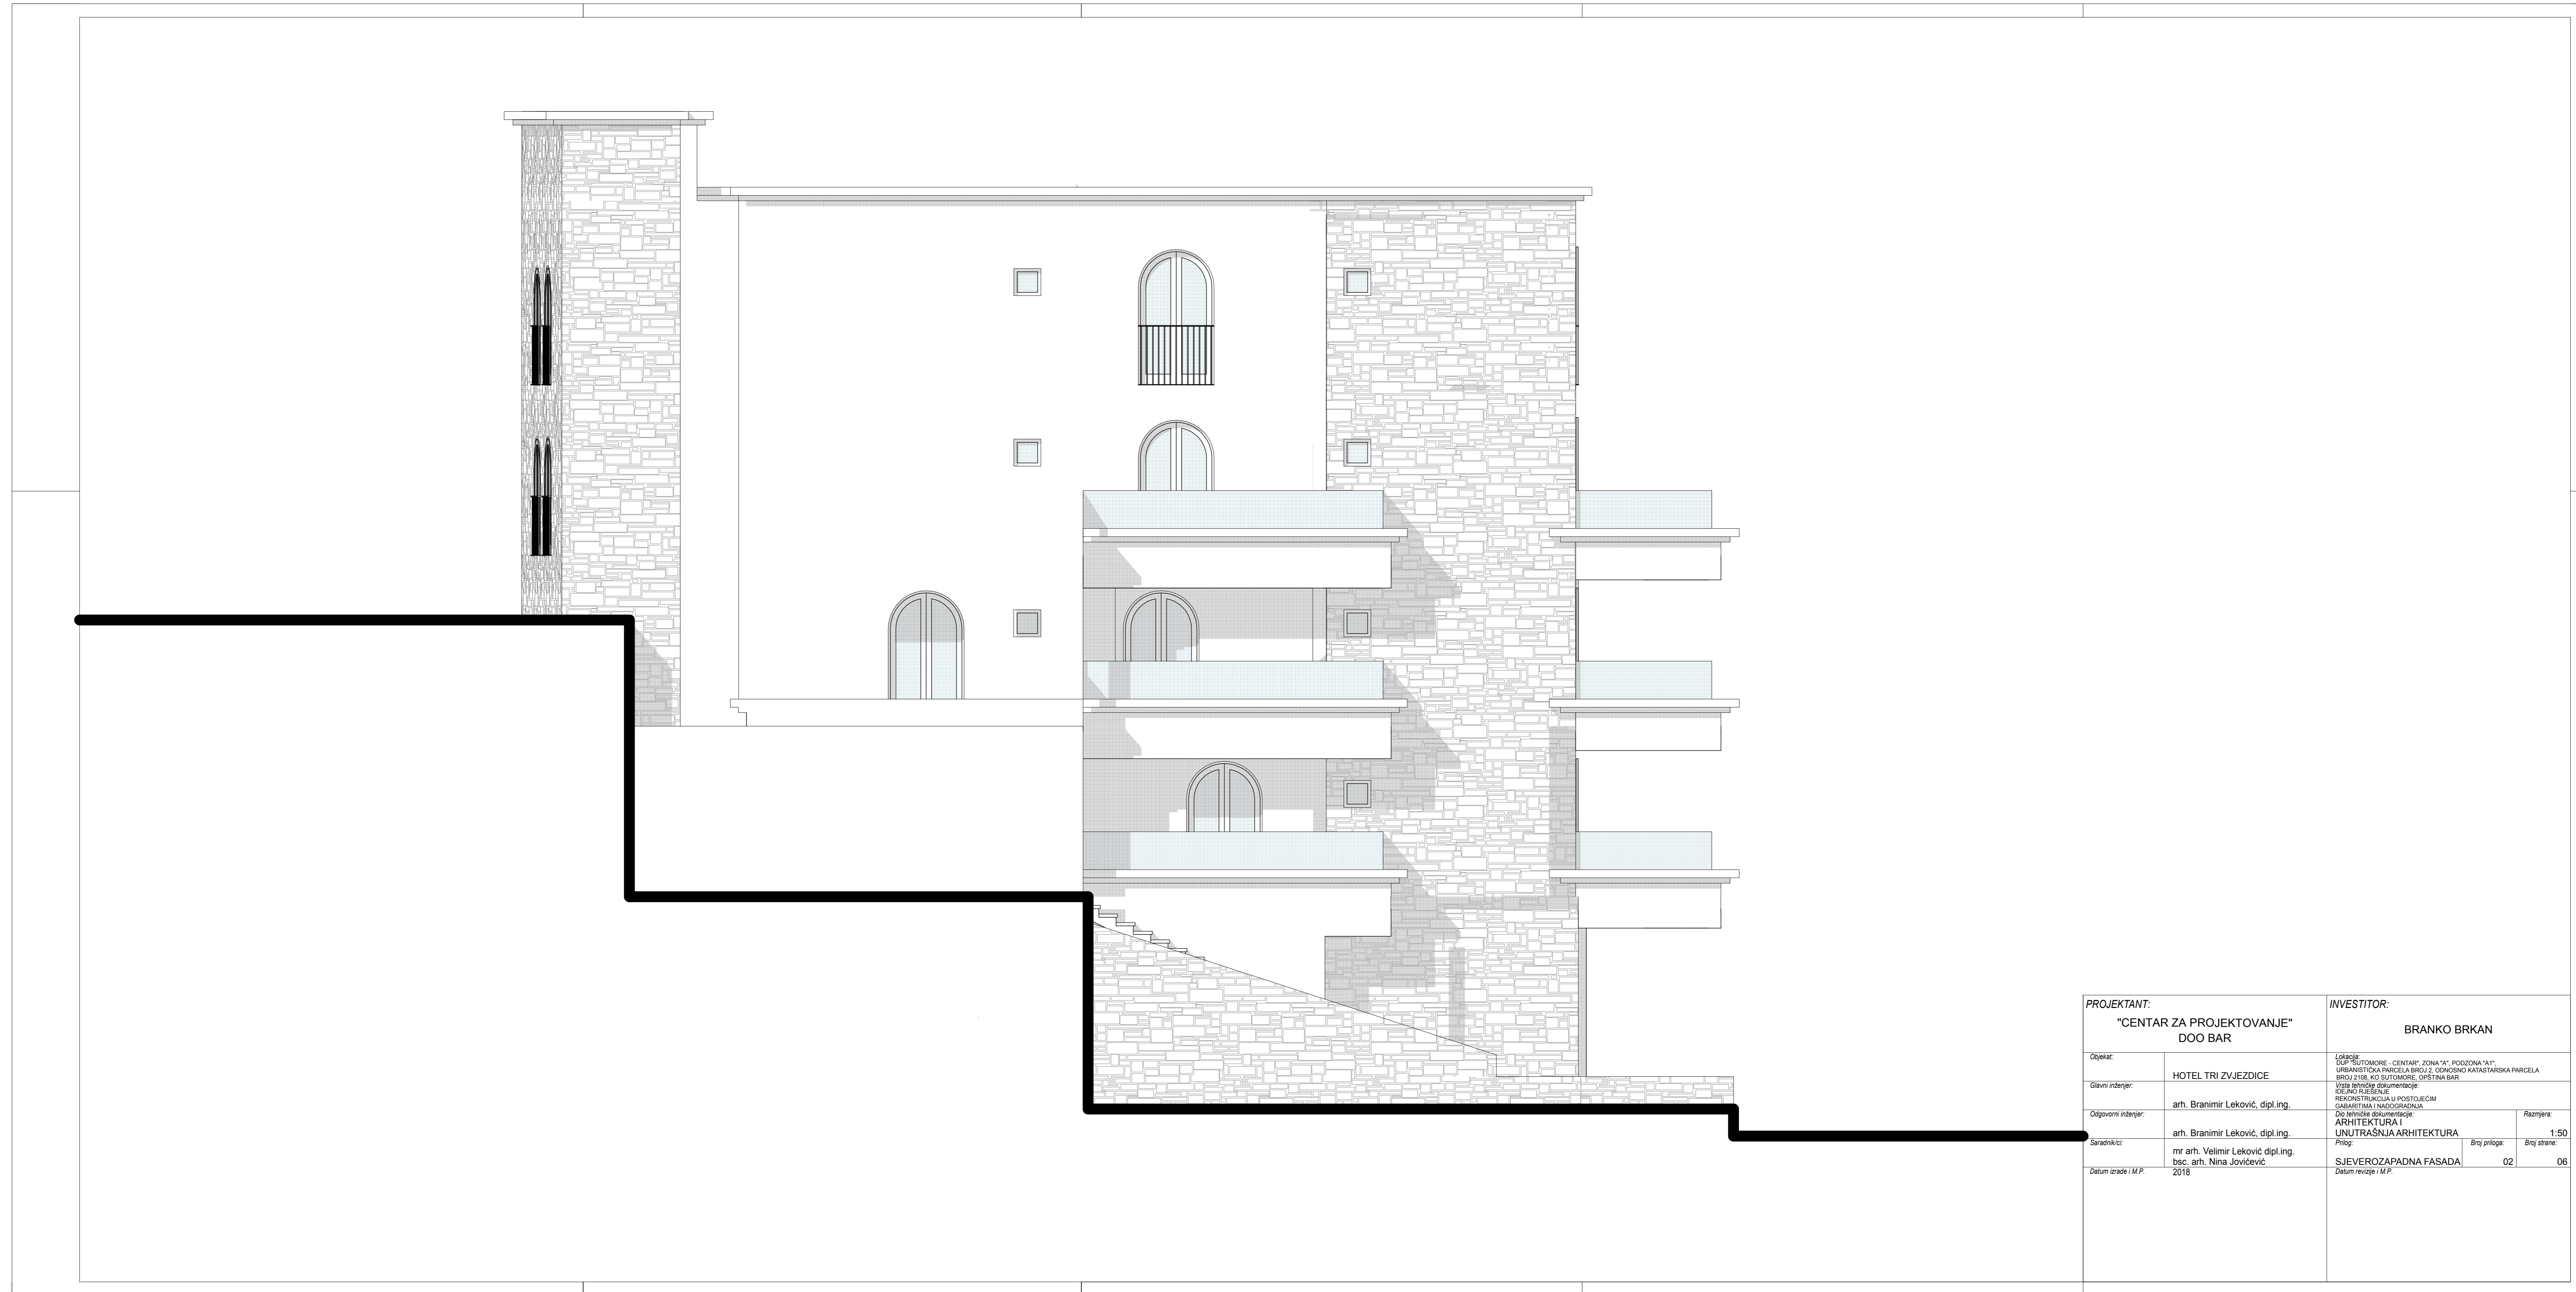 PROJEKTANT:
"CENTAR ZA PROJEKTOVANJE"
DOO BAR
INVESTITOR:
BRANKO BRKAN
Objekat:
HOTEL TRI ZVJEZDICE
Lokacija:
DUP "SUTOMORE - CENTAR", ZONA "A", PODZONA "A1",
URBANISTIČKA PARCELA BROJ 2, ODNOSNO KATASTARSKA PARCELA
BROJ 2108, KO SUTOMORE, OPŠTINA BAR
Glavni inženjer:
arh. Branimir Leković, dipl.ing.
Vrsta tehničke dokumentacije:
IDEJNO RJEŠENJE
REKONSTRUKCIJA U POSTOJEĆIM
GABARITIMA I NADOGRADNJA
Odgovorni inženjer:
arh. Branimir Leković, dipl.ing.
Dio tehničke dokumentacije:
ARHITEKTURA I
UNUTRAŠNJA ARHITEKTURA
Razmjera:
1:50
Saradnik/ci:
mr arh. Velimir Leković dipl.ing.
bsc. arh. Nina Jovićević
Prilog:
SJEVEROZAPADNA FASADA
Broj priloga:
02
Broj strane:
06
Datum izrade i M.P.
2018
Datum revizije i M.P.